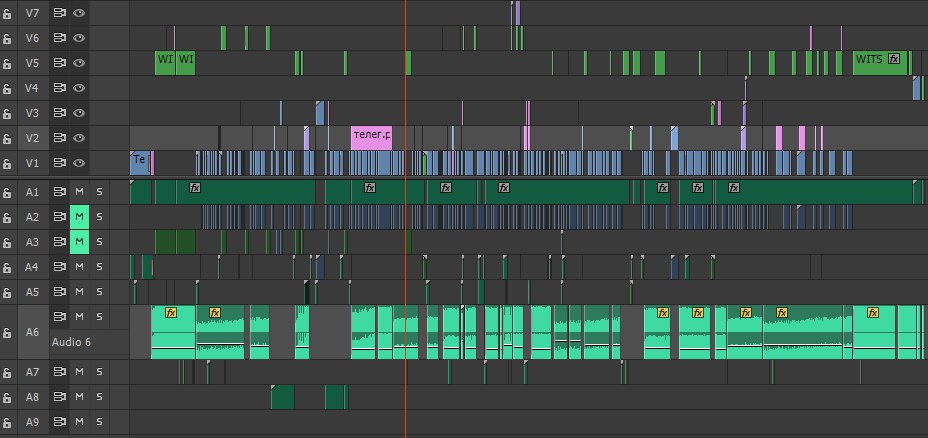 V7
V6
V5 WI WI WITS fx
V4
V3
V2 телег.p
V1 Te
A1 M S fx fx fx fx fx fx fx
A2 M S
A3 M S
A4 M S
A5 M S
A6 M S fx fx fx fx fx fx fx
Audio 6
A7 M S
A8 M S
A9 M S